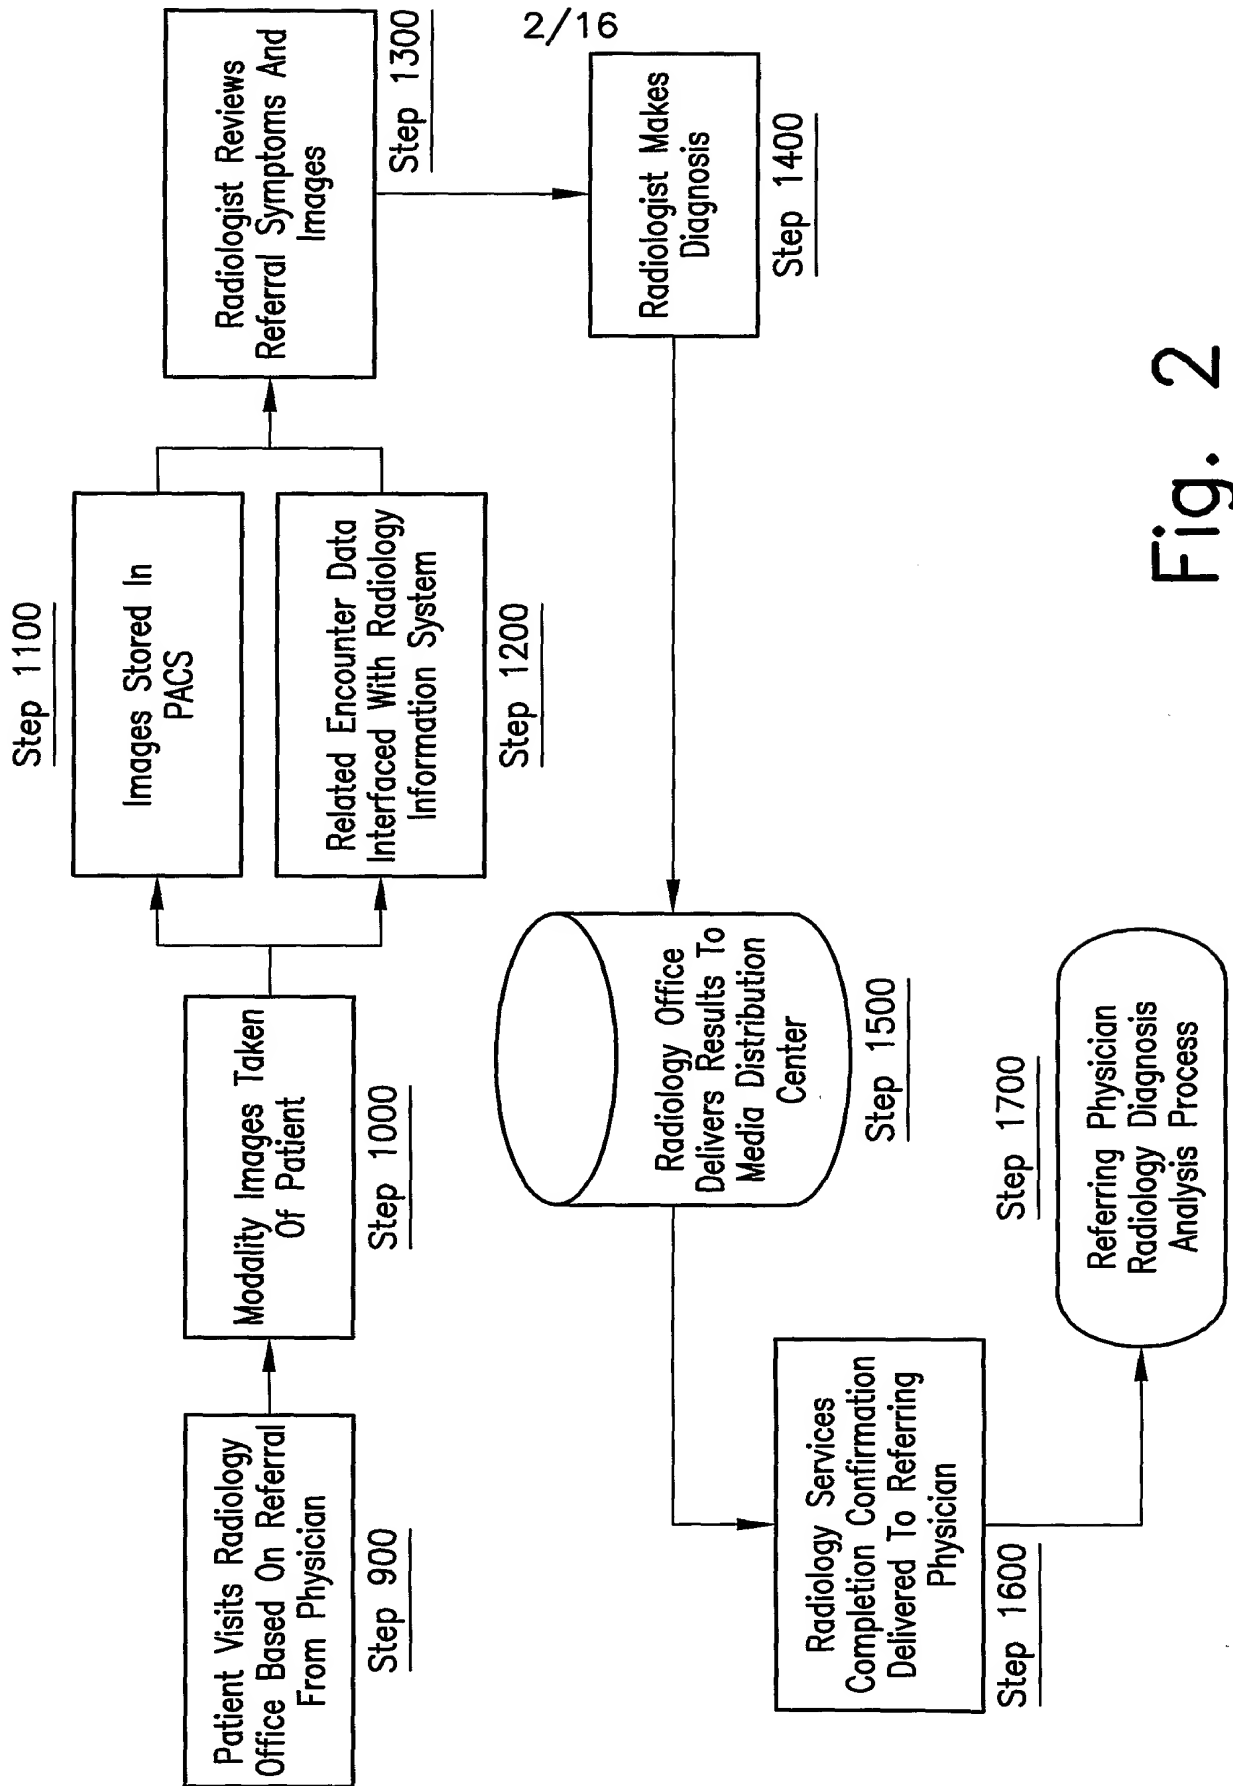 2/16
Patient Visits Radiology
Office Based On Referral
From Physician
Step 900
Modality Images Taken
Of Patient
Step 1000
Step 1100
Images Stored In
PACS
Related Encounter Data
Interfaced With Radiology
Information System
Step 1200
Radiologist Reviews
Referral Symptoms And
Images
Step 1300
Radiologist Makes
Diagnosis
Step 1400
Radiology Office
Delivers Results To
Media Distribution
Center
Step 1500
Radiology Services
Completion Confirmation
Delivered To Referring
Physician
Step 1600
Step 1700
Referring Physician
Radiology Diagnosis
Analysis Process
Fig. 2